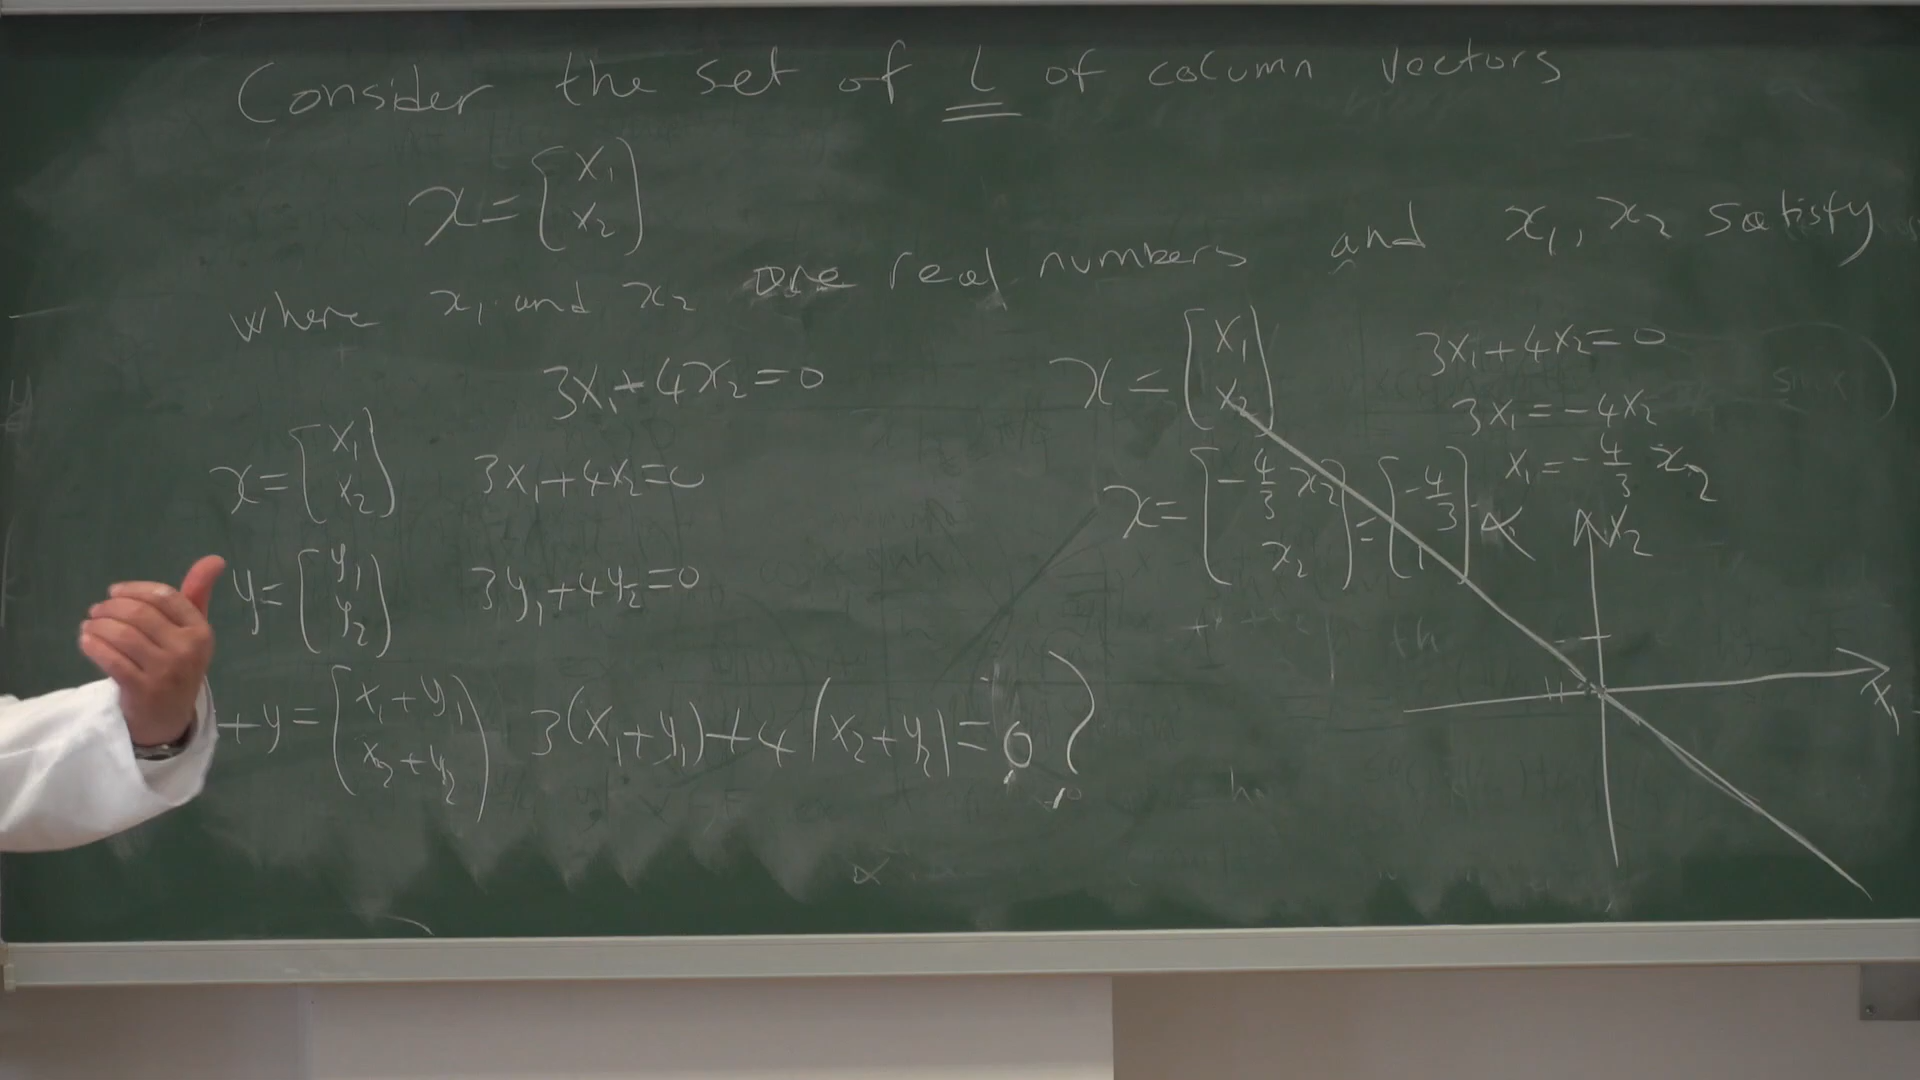 Consider the set of L of column vectors
x = [x1 x2]
where x1 and x2 are real numbers and x1, x2 satisfy
3x1 + 4x2 = 0
x = [x1 x2] 3x1 + 4x2 = 0
y = [y1 y2] 3y1 + 4y2 = 0
+ y = [x1 + y1 x2 + y2] 3(x1 + y1) + 4(x2 + y2) = 0 ?
x = [x1 x2] 3x1 + 4x2 = 0
3x1 = -4x2
x1 = -4/3 x2
x = [-4/3 x2 x2] = [-4/3 1] α
x2
x1